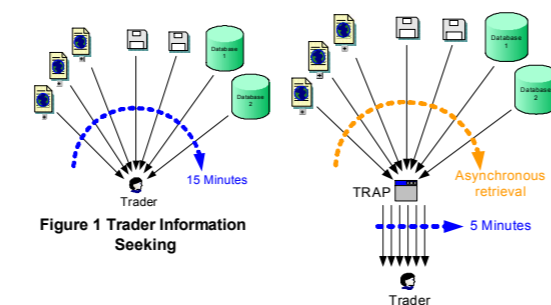 Database
1
Database
2
15 Minutes
Trader
Figure 1 Trader Information
Seeking
Database
1
Database
2
Asynchronous
retrieval
TRAP
5 Minutes
Trader